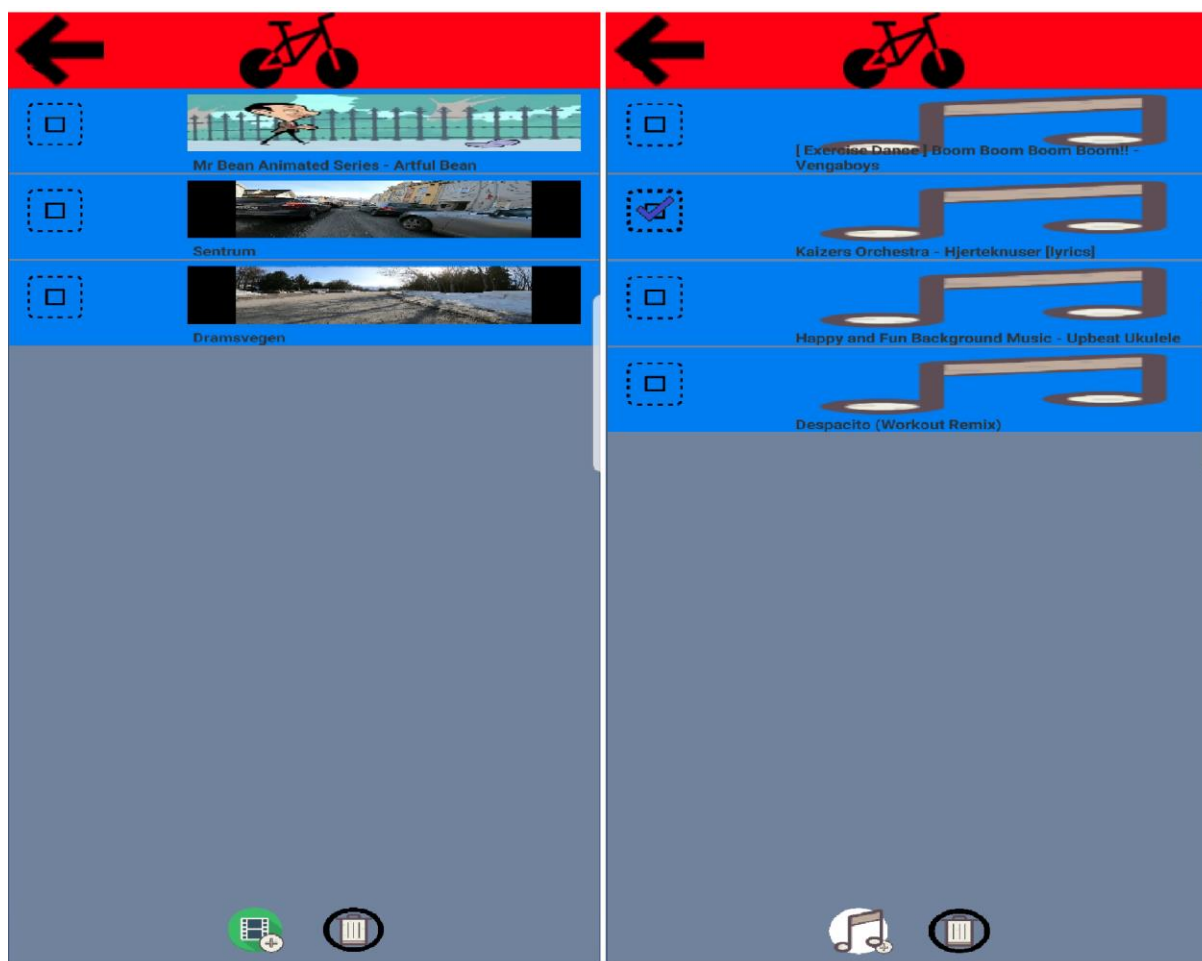 Mr Bean Animated Series - Artful Bean
Sentrum
Dramsvegen
[ Exercise Dance ] Boom Boom Boom Boom!! -
Vengaboys
Kaizers Orchestra - Hjerteknuser [lyrics]
Happy and Fun Background Music - Upbeat Ukulele
Despacito (Workout Remix)